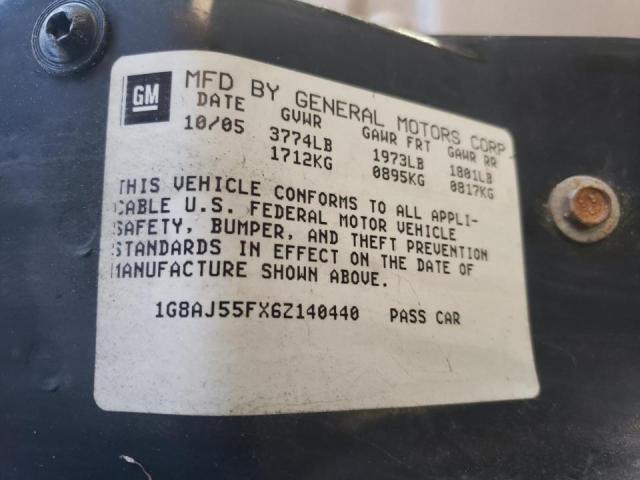 GM
MFD BY GENERAL MOTORS CORP
DATE GVWR GAWR FRT GAWR RR
10/05 3774LB 1973LB 1801LB
1712KG 0895KG 0817KG
THIS VEHICLE CONFORMS TO ALL APPLI-
CABLE U.S. FEDERAL MOTOR VEHICLE
SAFETY, BUMPER, AND THEFT PREVENTION
STANDARDS IN EFFECT ON THE DATE OF
MANUFACTURE SHOWN ABOVE.
1G8AJ55FX6Z140440 PASS CAR